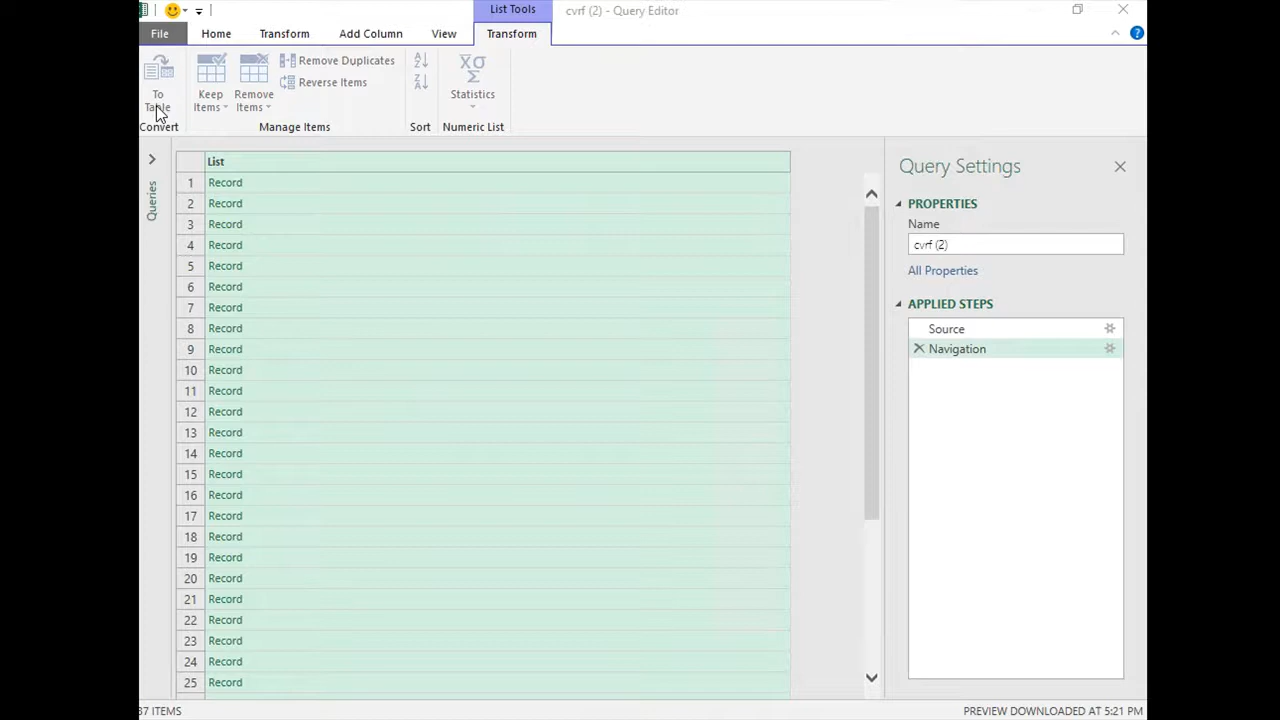 List Tools
cvrf (2) - Query Editor
File
Home
Transform
Add Column
View
Transform
To
Table
Keep
Items
Remove
Items
Remove Duplicates
Reverse Items
Statistics
Convert
Manage Items
Sort
Numeric List
Queries
List
1 Record
2 Record
3 Record
4 Record
5 Record
6 Record
7 Record
8 Record
9 Record
10 Record
11 Record
12 Record
13 Record
14 Record
15 Record
16 Record
17 Record
18 Record
19 Record
20 Record
21 Record
22 Record
23 Record
24 Record
25 Record
Query Settings
PROPERTIES
Name
cvrf (2)
All Properties
APPLIED STEPS
Source
Navigation
37 ITEMS
PREVIEW DOWNLOADED AT 5:21 PM